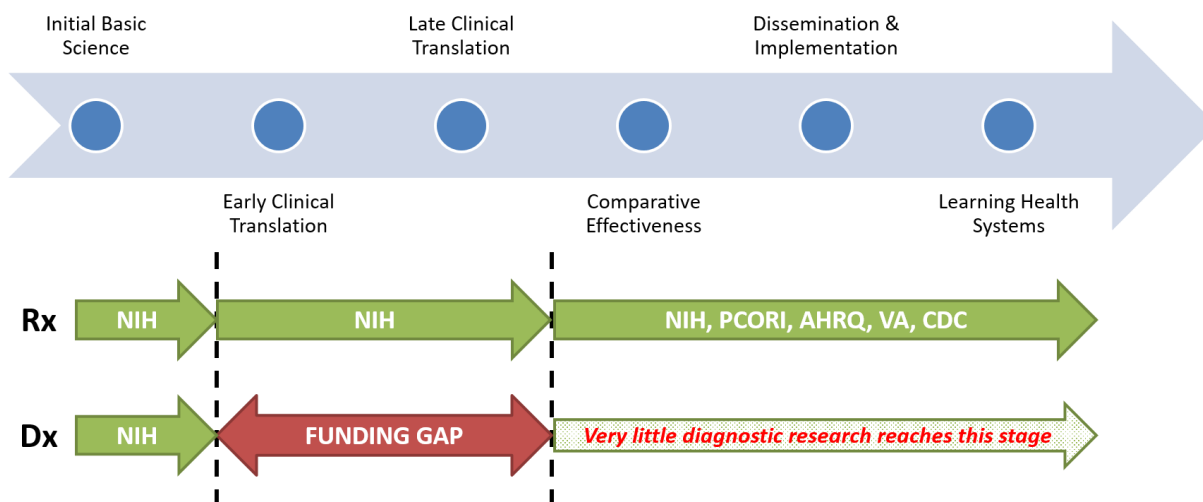 Initial Basic
Science
Late Clinical
Translation
Dissemination &
Implementation
Early Clinical
Translation
Comparative
Effectiveness
Learning Health
Systems
Rx
NIH
NIH
NIH, PCORI, AHRQ, VA, CDC
Dx
NIH
FUNDING GAP
Very little diagnostic research reaches this stage